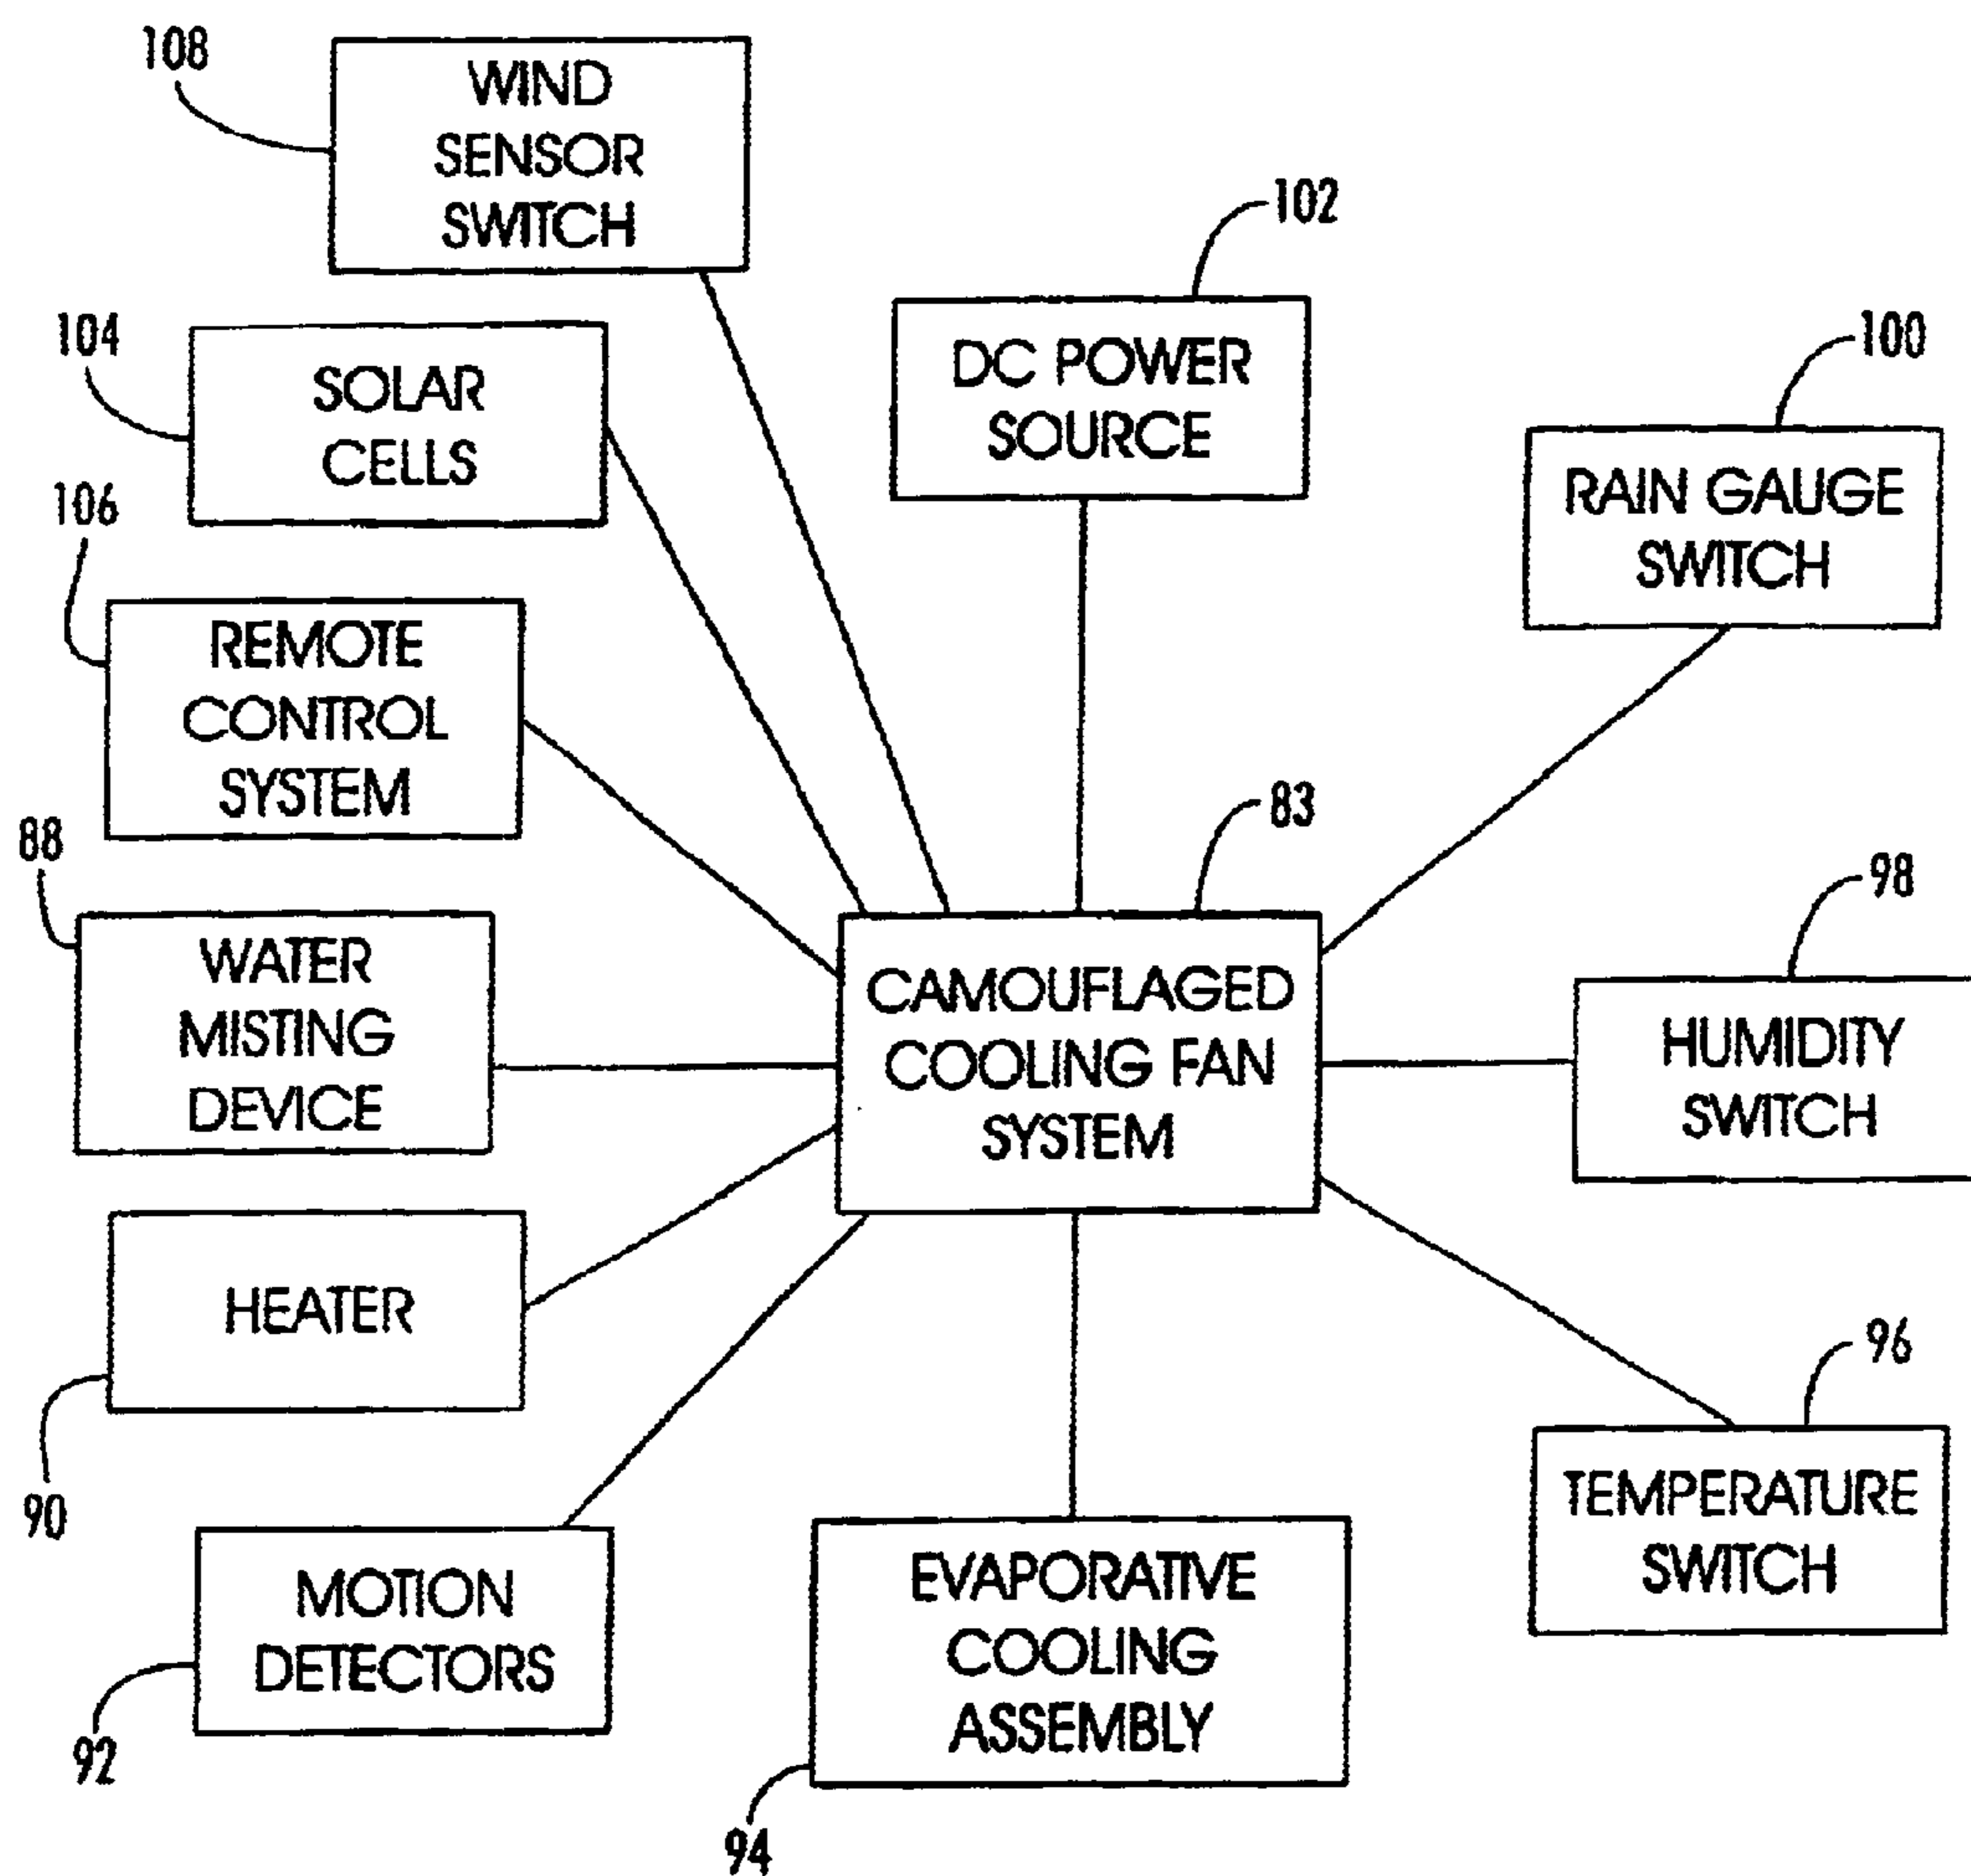 108
WIND
SENSOR
SWITCH
102
DC POWER
SOURCE
104
SOLAR
CELLS
100
RAIN GAUGE
SWITCH
106
REMOTE
CONTROL
SYSTEM
83
CAMOUFLAGED
COOLING FAN
SYSTEM
88
WATER
MISTING
DEVICE
98
HUMIDITY
SWITCH
HEATER
90
96
TEMPERATURE
SWITCH
MOTION
DETECTORS
92
EVAPORATIVE
COOLING
ASSEMBLY
94